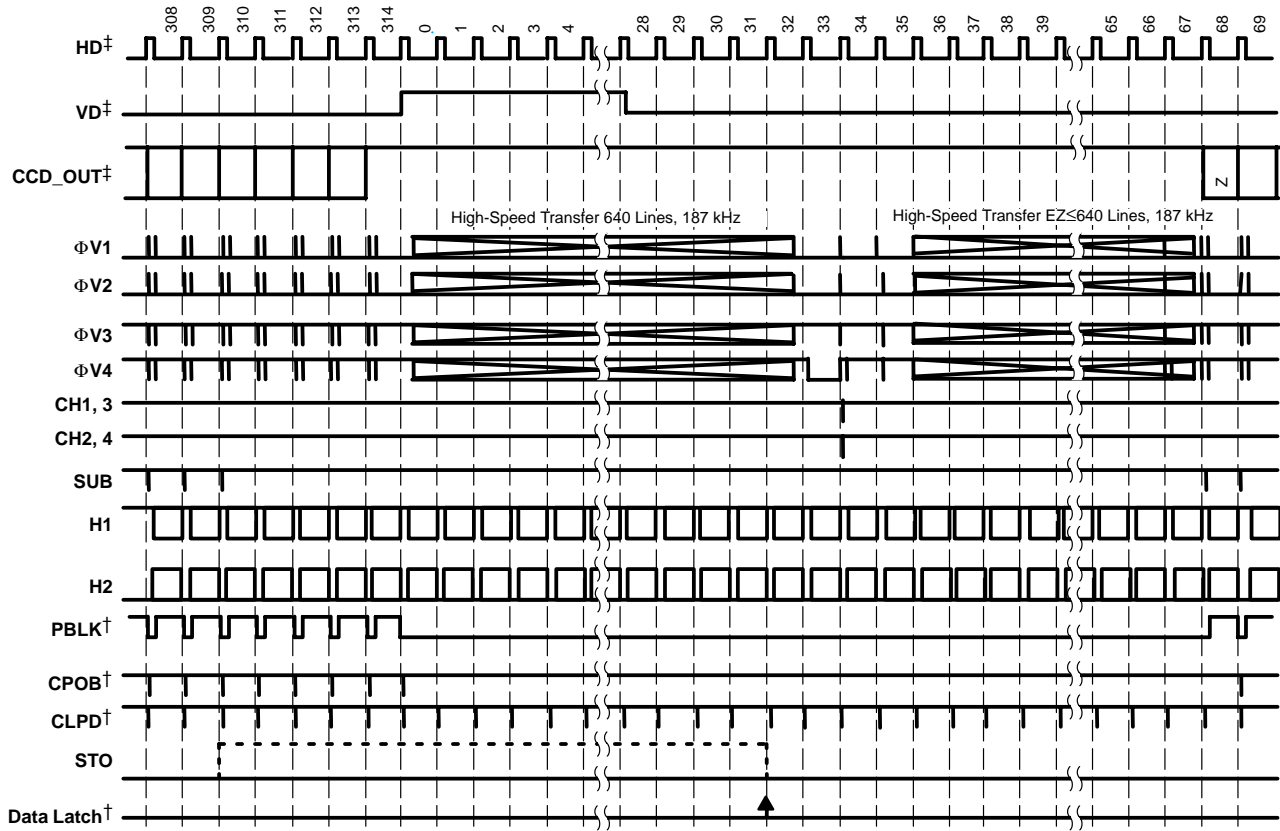 308 309 310 311 312 313 314 0 1 2 3 4 28 29 30 31 32 33 34 35 36 37 38 39 65 66 67 68 69
HD‡
VD‡
CCD_OUT‡
Z
High-Speed Transfer 640 Lines, 187 kHz
High-Speed Transfer EZ≤640 Lines, 187 kHz
ΦV1
ΦV2
ΦV3
ΦV4
CH1, 3
CH2, 4
SUB
H1
H2
PBLK†
CPOB†
CLPD†
STO
Data Latch†